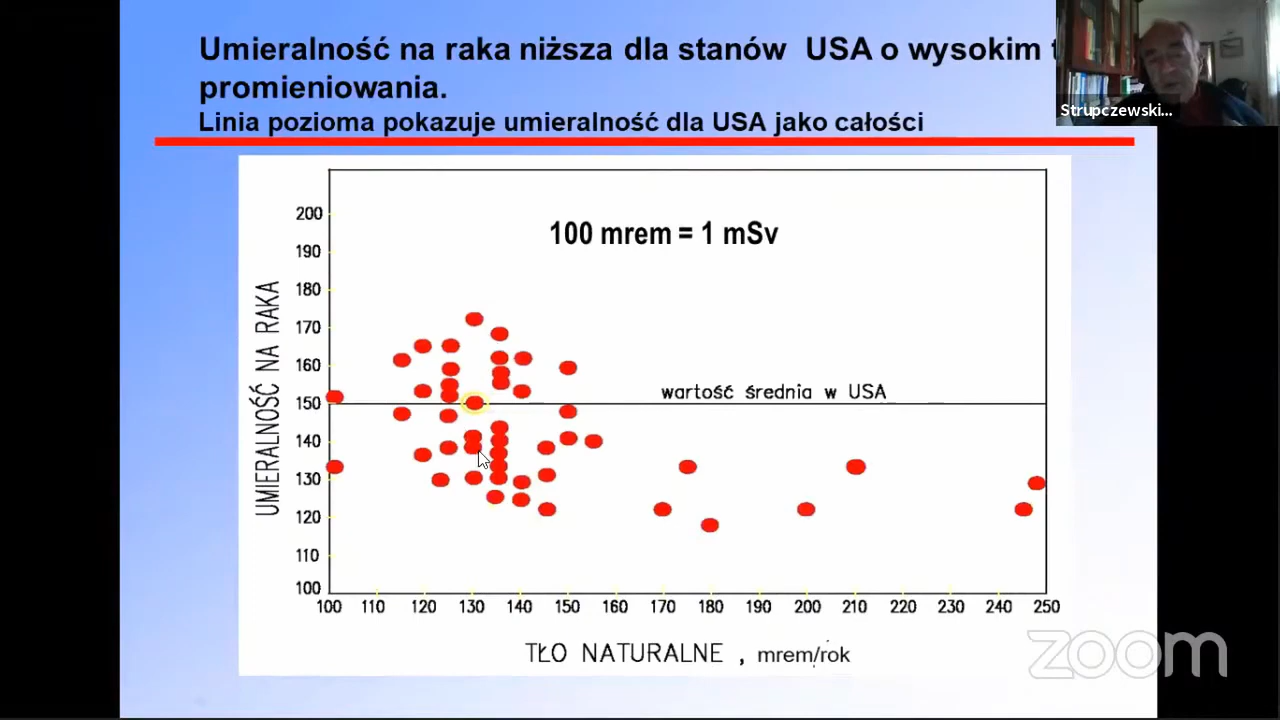 Umieralność na raka niższa dla stanów USA o wysokim
promieniowania.
Linia pozioma pokazuje umieralność dla USA jako całości
Strupczewski...
100 mrem = 1 mSv
UMIERALNOŚĆ NA RAKA
200
190
180
170
160
150
140
130
120
110
100
wartość średnia w USA
100 110 120 130 140 150 160 170 180 190 200 210 220 230 240 250
TŁO NATURALNE , mrem/rok
zoom